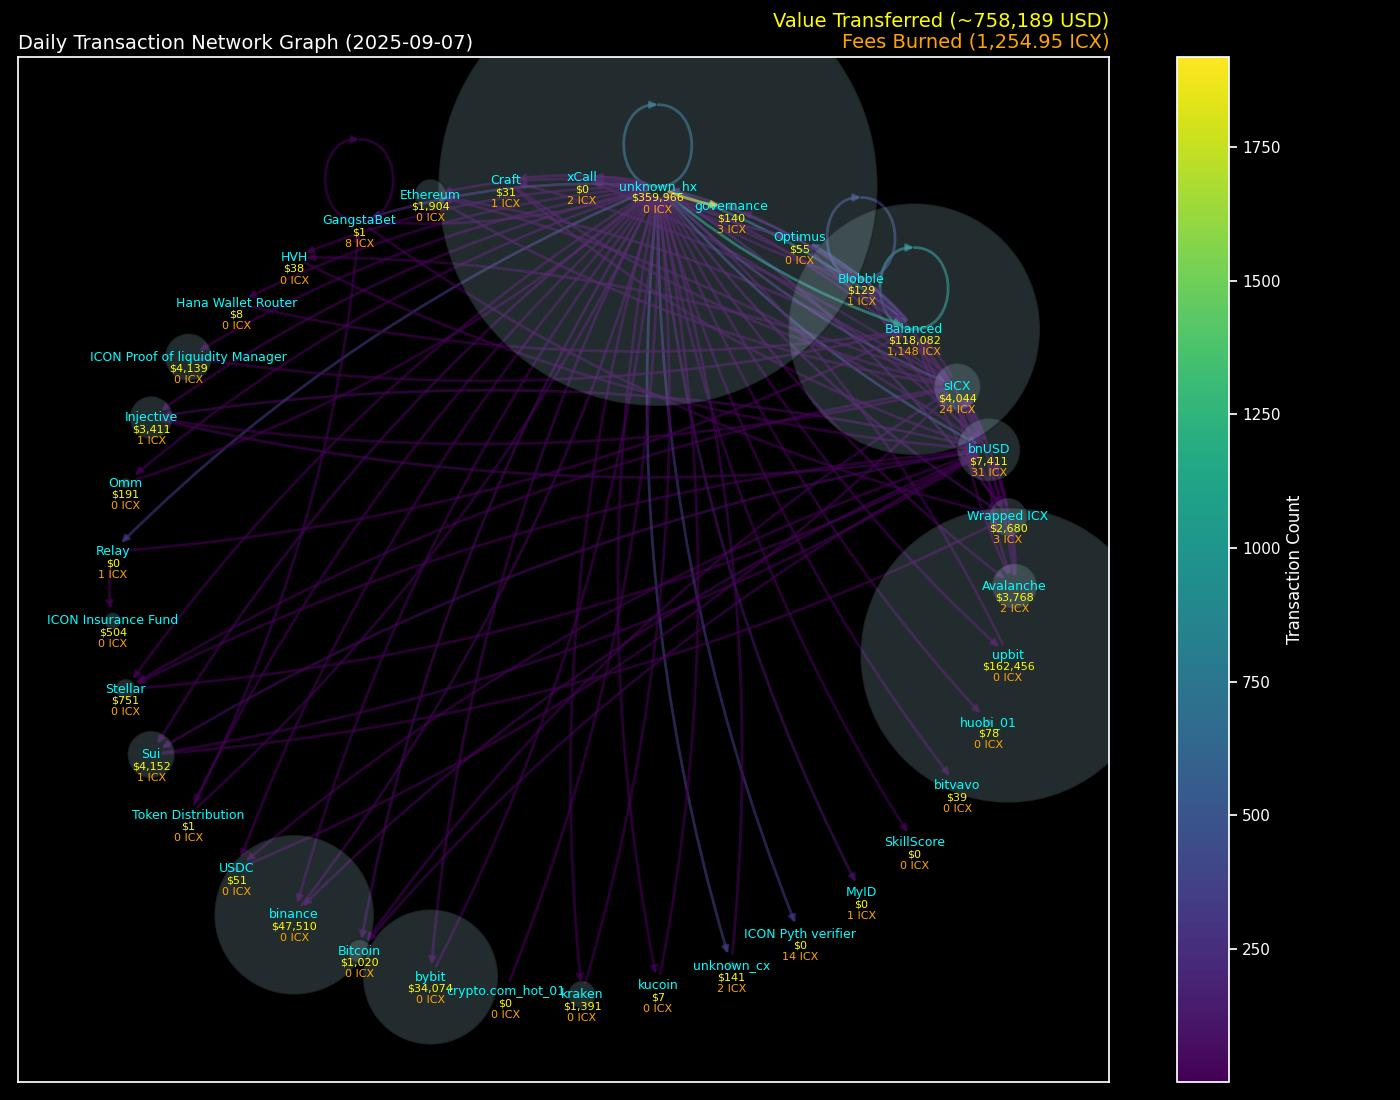 Value Transferred (~758,189 USD)
Daily Transaction Network Graph (2025-09-07)
Fees Burned (1,254.95 ICX)
unknown_hx
$359,966
0 ICX
xCall
$0
2 ICX
Craft
$31
1 ICX
Ethereum
$1,904
0 ICX
GangstaBet
$1
8 ICX
HVH
$38
0 ICX
Hana Wallet Router
$8
0 ICX
ICON Proof of liquidity Manager
$4,139
0 ICX
Injective
$3,411
1 ICX
Omm
$191
0 ICX
Relay
$0
1 ICX
ICON Insurance Fund
$504
0 ICX
Stellar
$751
0 ICX
Sui
$4,152
1 ICX
Token Distribution
$1
0 ICX
USDC
$51
0 ICX
binance
$47,510
0 ICX
Bitcoin
$1,020
0 ICX
bybit
$34,074
0 ICX
crypto.com_hot_01
$0
0 ICX
kraken
$1,391
0 ICX
kucoin
$7
0 ICX
unknown_cx
$141
2 ICX
ICON Pyth verifier
$0
14 ICX
MyID
$0
1 ICX
SkillScore
$0
0 ICX
bitvavo
$39
0 ICX
huobi_01
$78
0 ICX
upbit
$162,456
0 ICX
Avalanche
$3,768
2 ICX
Wrapped ICX
$2,680
3 ICX
bnUSD
$7,411
31 ICX
sICX
$4,044
24 ICX
Balanced
$118,082
1,148 ICX
Blobble
$129
1 ICX
Optimus
$55
0 ICX
governance
$140
3 ICX
1750
1500
1250
1000
750
500
250
Transaction Count